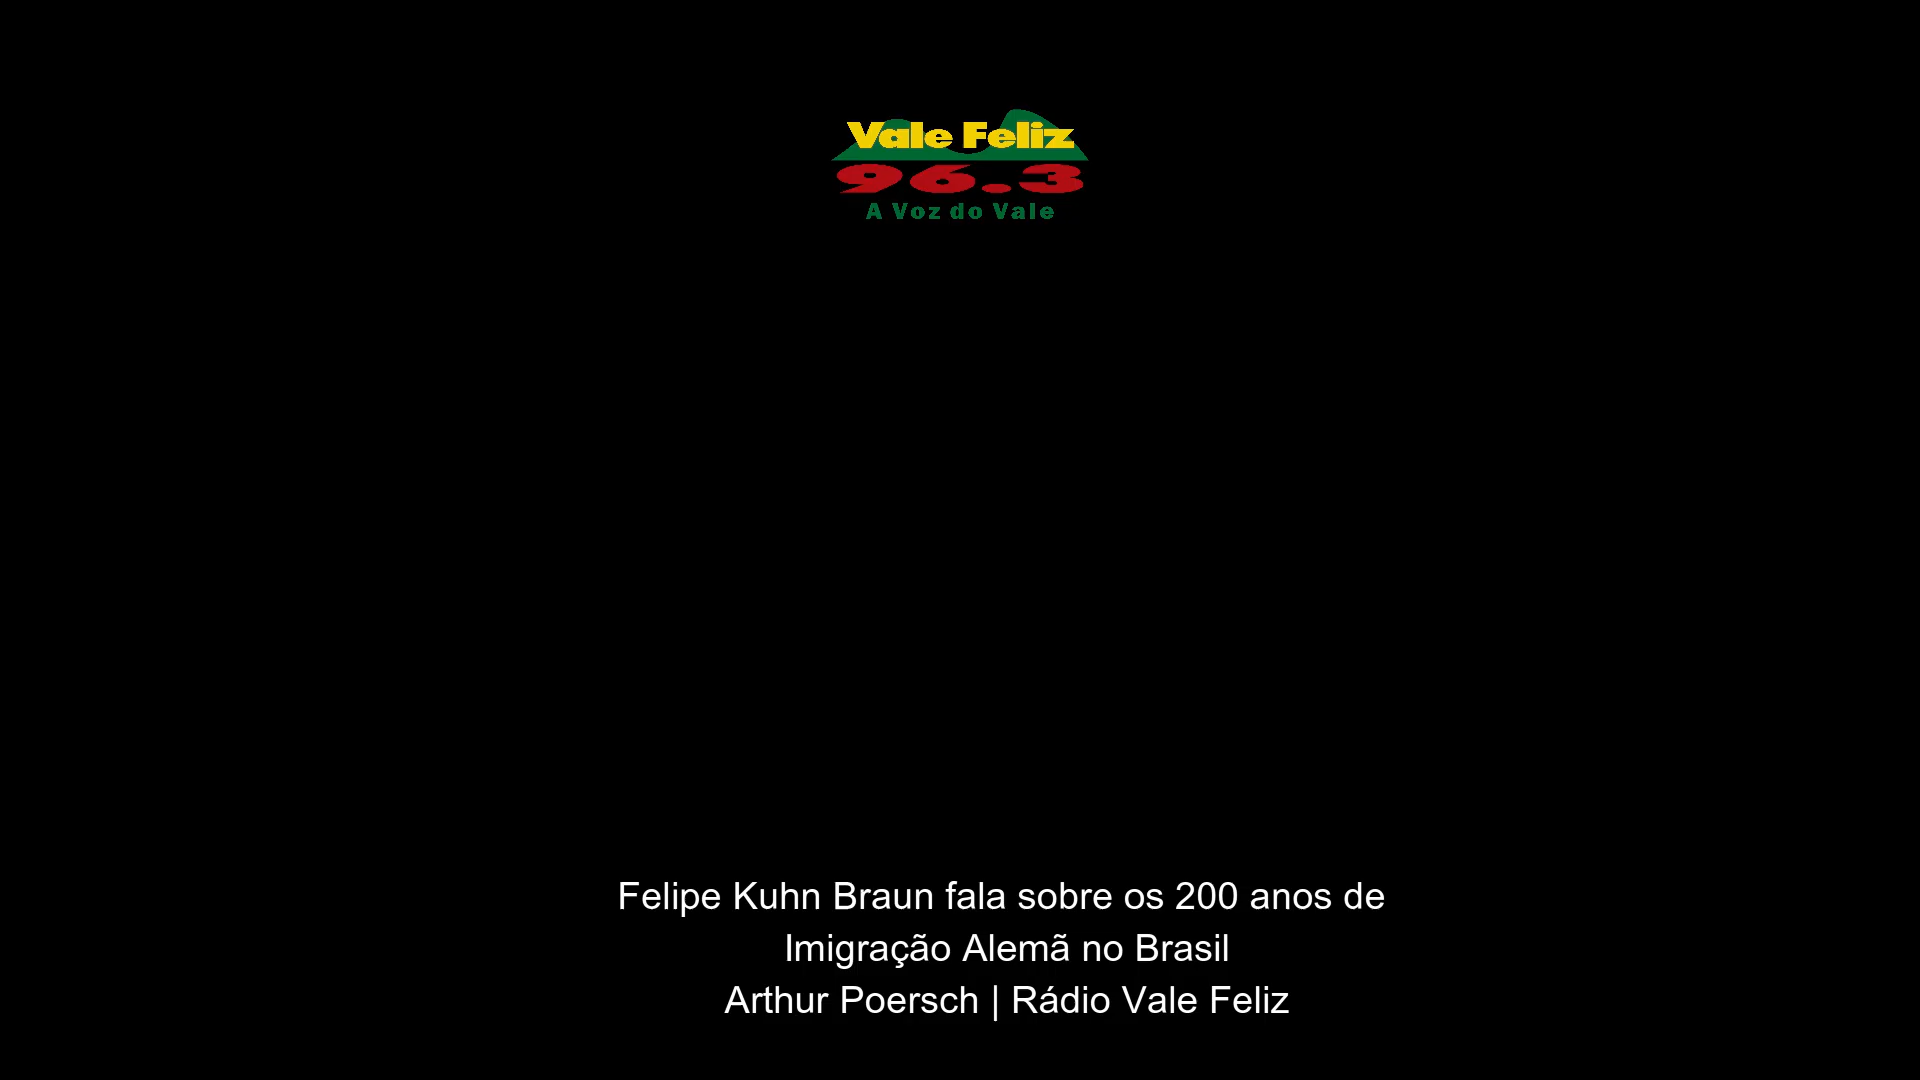 Vale Feliz
96.3
A Voz do Vale
Felipe Kuhn Braun fala sobre os 200 anos de
Imigração Alemã no Brasil
Arthur Poersch | Rádio Vale Feliz